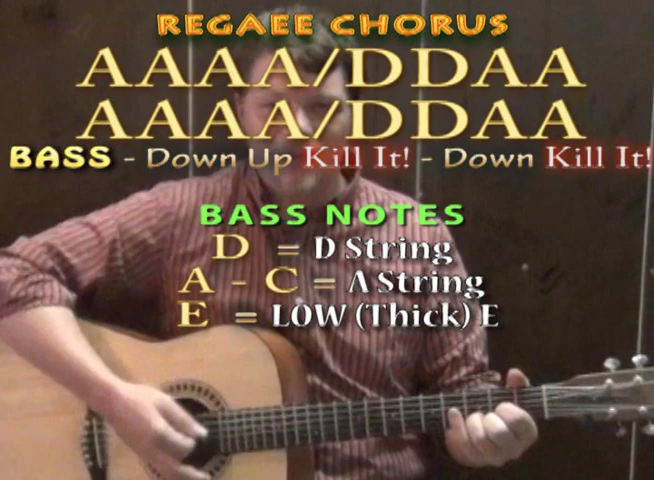 REGAEE CHORUS
AAAA/DDAA
AAAA/DDAA
BASS - Down Up Kill It! - Down Kill It!
BASS NOTES
D = D String
A - C = A String
E = LOW (Thick) E